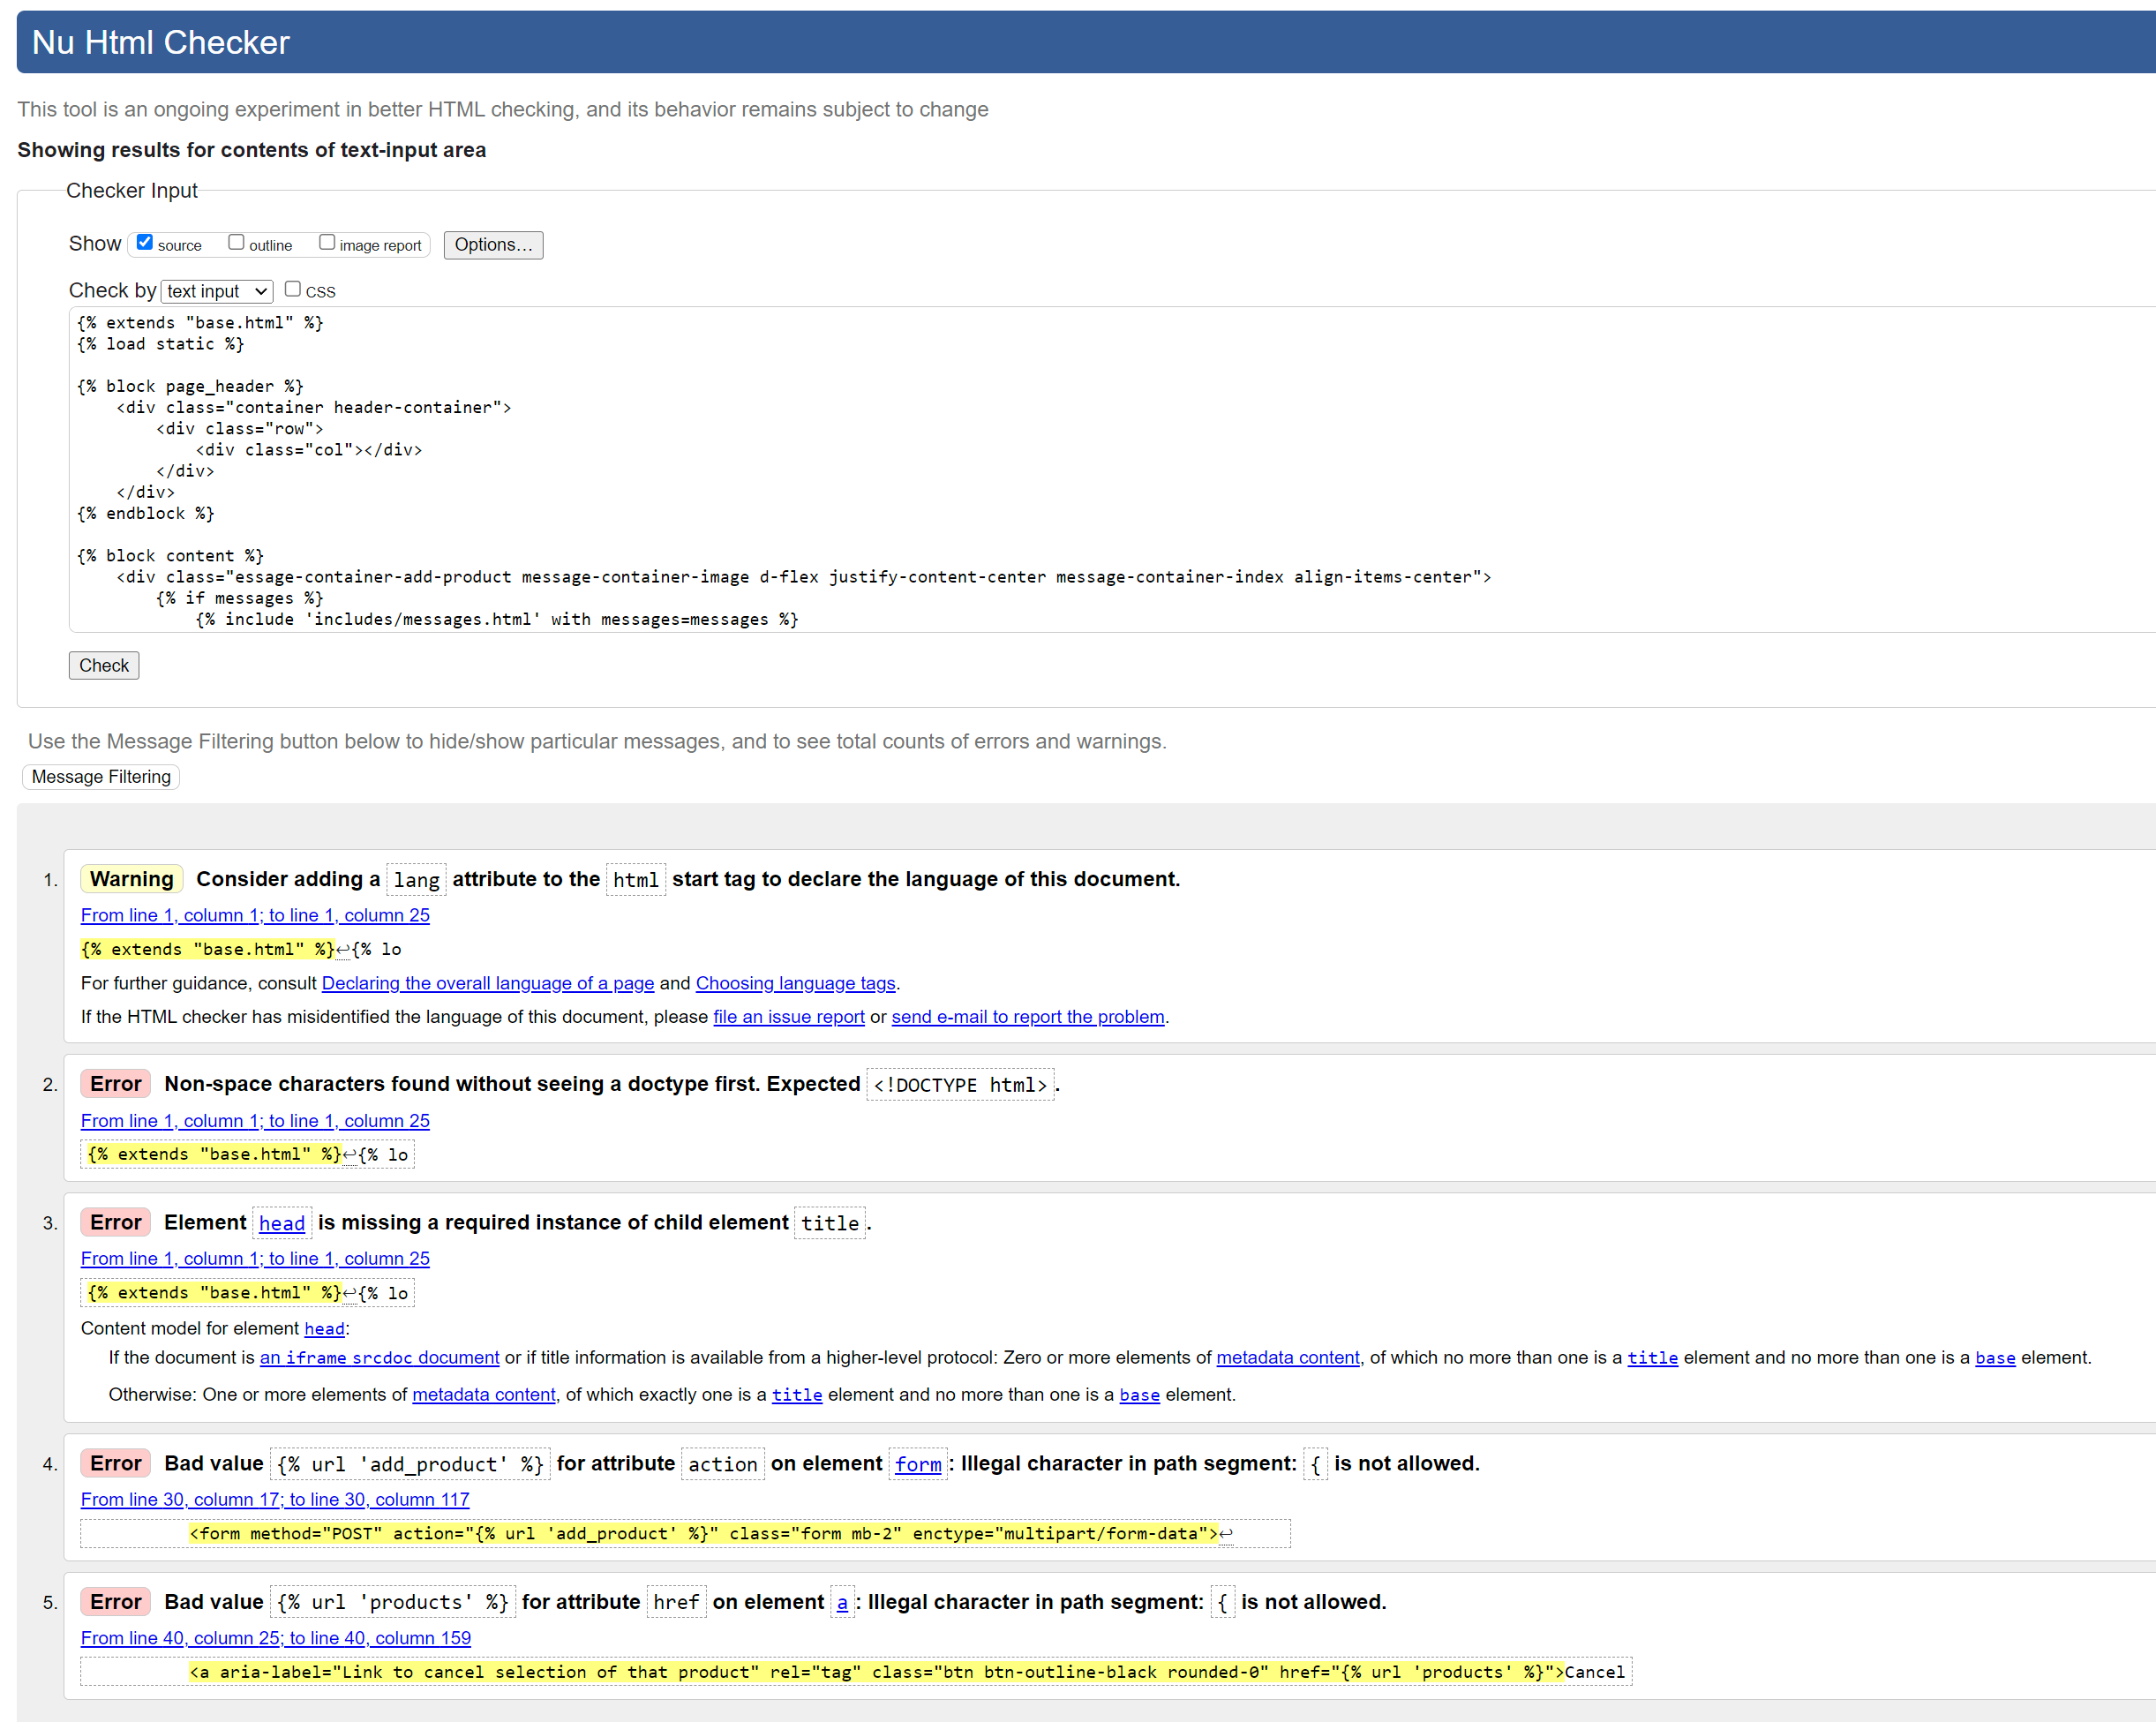 Nu Html Checker
This tool is an ongoing experiment in better HTML checking, and its behavior remains subject to change
Showing results for contents of text-input area
Checker Input
Show source outline image report Options…
Check by text input CSS
{% extends "base.html" %}
{% load static %}
{% block page_header %}
<div class="container header-container">
<div class="row">
<div class="col"></div>
</div>
</div>
{% endblock %}
{% block content %}
<div class="essage-container-add-product message-container-image d-flex justify-content-center message-container-index align-items-center">
{% if messages %}
{% include 'includes/messages.html' with messages=messages %}
Check
Use the Message Filtering button below to hide/show particular messages, and to see total counts of errors and warnings.
Message Filtering
1. Warning Consider adding a lang attribute to the html start tag to declare the language of this document.
From line 1, column 1; to line 1, column 25
{% extends "base.html" %}↩{% lo
For further guidance, consult Declaring the overall language of a page and Choosing language tags.
If the HTML checker has misidentified the language of this document, please file an issue report or send e-mail to report the problem.
2. Error Non-space characters found without seeing a doctype first. Expected <!DOCTYPE html>.
From line 1, column 1; to line 1, column 25
{% extends "base.html" %}↩{% lo
3. Error Element head is missing a required instance of child element title.
From line 1, column 1; to line 1, column 25
{% extends "base.html" %}↩{% lo
Content model for element head:
If the document is an iframe srcdoc document or if title information is available from a higher-level protocol: Zero or more elements of metadata content, of which no more than one is a title element and no more than one is a base element.
Otherwise: One or more elements of metadata content, of which exactly one is a title element and no more than one is a base element.
4. Error Bad value {% url 'add_product' %} for attribute action on element form: Illegal character in path segment: { is not allowed.
From line 30, column 17; to line 30, column 117
<form method="POST" action="{% url 'add_product' %}" class="form mb-2" enctype="multipart/form-data">↩
5. Error Bad value {% url 'products' %} for attribute href on element a: Illegal character in path segment: { is not allowed.
From line 40, column 25; to line 40, column 159
<a aria-label="Link to cancel selection of that product" rel="tag" class="btn btn-outline-black rounded-0" href="{% url 'products' %}">Cancel